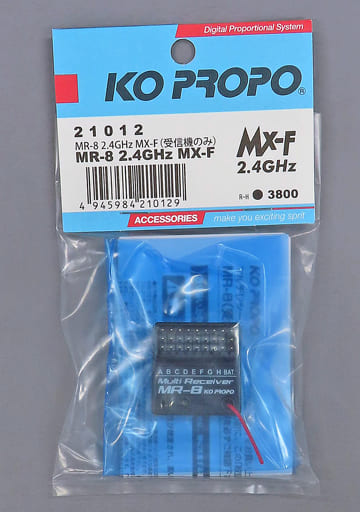 Digital Proportional System
KO PROPO®
21012
MR-8 2.4GHz MX-F(受信機のみ)
MR-8 2.4GHz MX-F
MX-F
2.4GHz
R-H ● 3800
4 945984 210129
ACCESSORIES
make you exciting sprit
KO PROPO
A B C D E F G H BAT
Multi Receiver
MR-8 KO PROPO